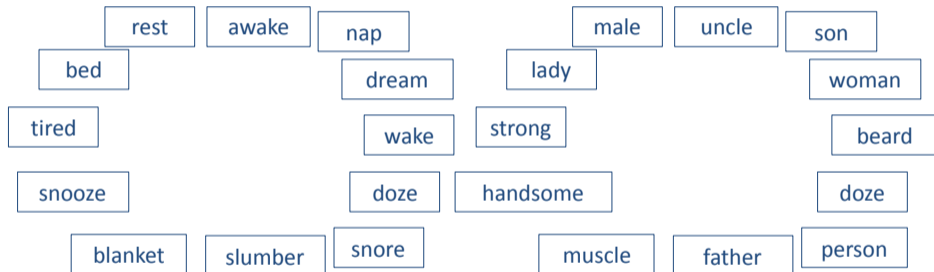 rest awake nap male uncle son
bed dream lady woman
tired wake strong beard
snooze doze handsome doze
blanket slumber snore muscle father person